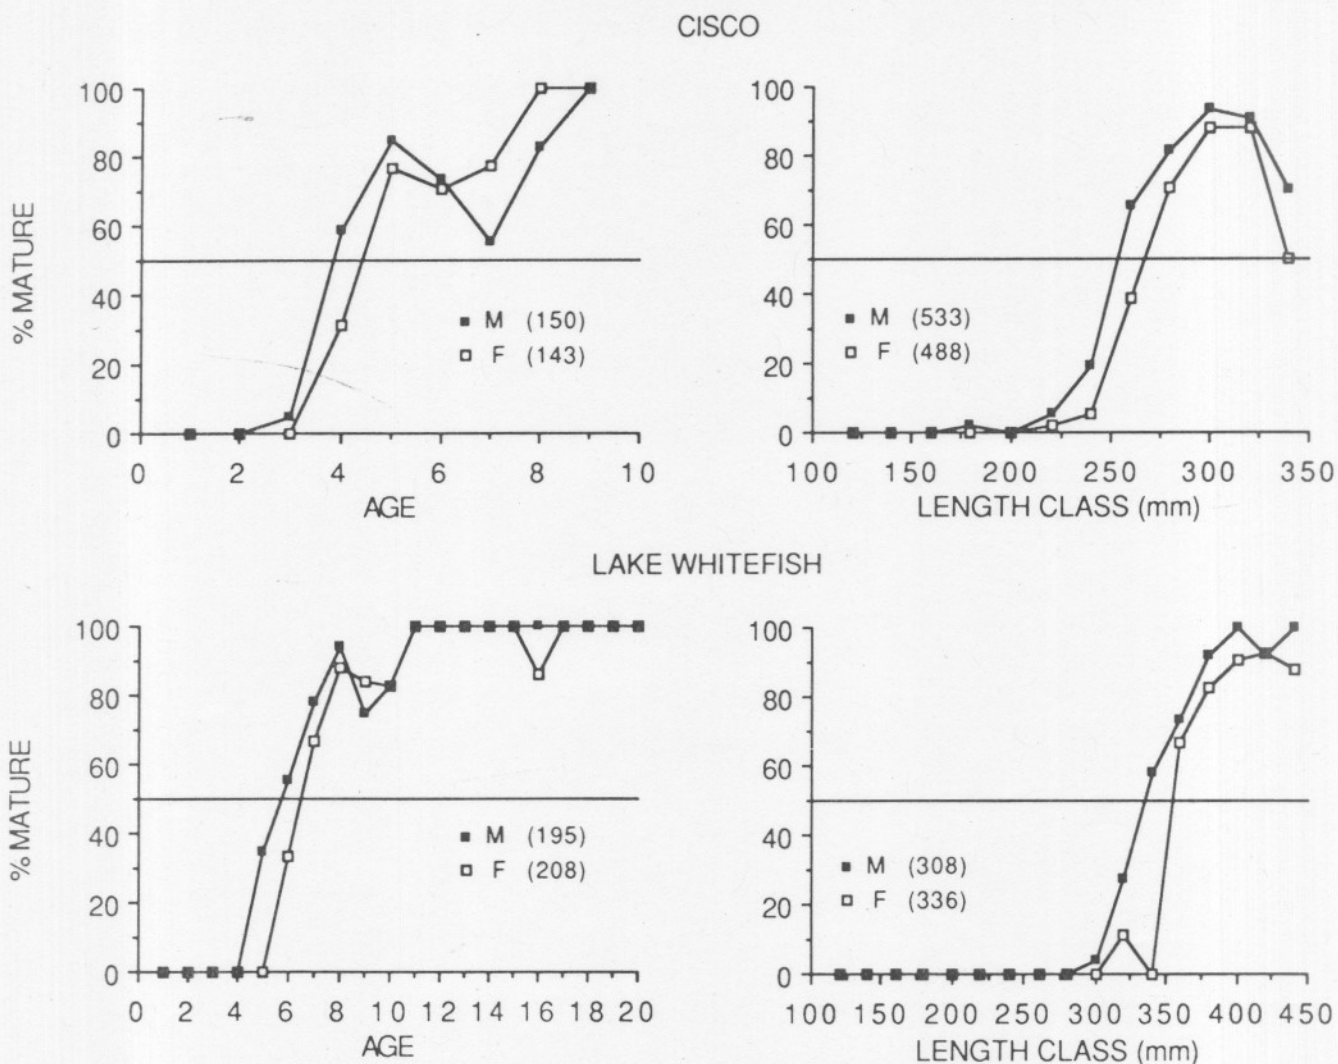 CISCO
% MATURE
100
80
60
40
20
0
0 2 4 6 8 10
AGE
M (150)
F (143)
100
80
60
40
20
0
100 150 200 250 300 350
LENGTH CLASS (mm)
M (533)
F (488)
LAKE WHITEFISH
% MATURE
100
80
60
40
20
0
0 2 4 6 8 10 12 14 16 18 20
AGE
M (195)
F (208)
100
80
60
40
20
0
100 150 200 250 300 350 400 450
LENGTH CLASS (mm)
M (308)
F (336)